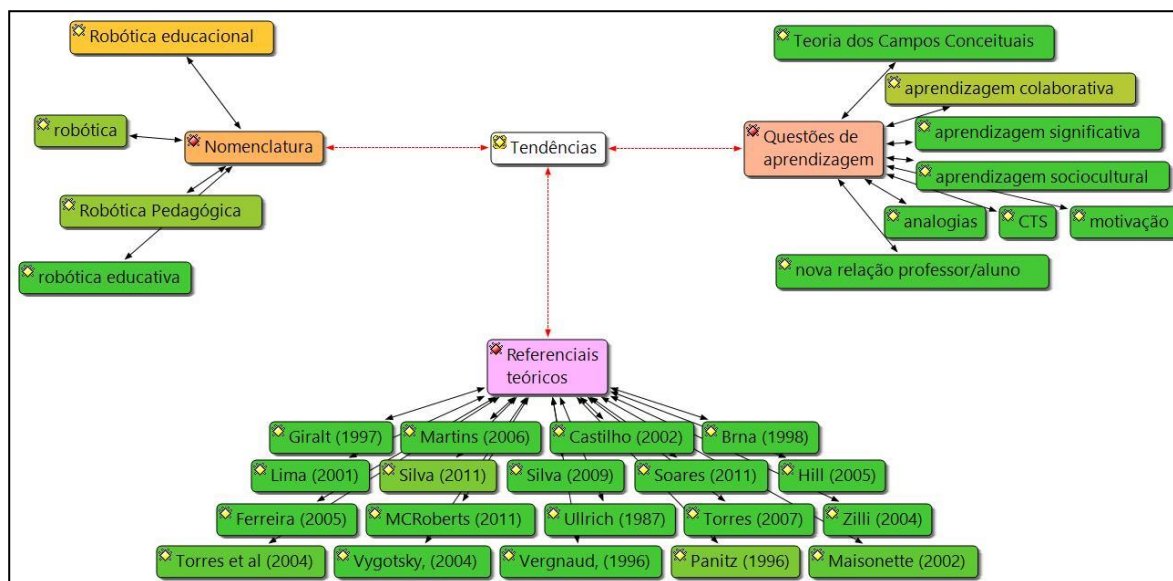 Robótica educacional
Teoria dos Campos Conceituais
aprendizagem colaborativa
robótica
Nomenclatura
Tendências
Questões de
aprendizagem
aprendizagem significativa
aprendizagem sociocultural
Robótica Pedagógica
analogias
CTS
motivação
robótica educativa
nova relação professor/aluno
Referenciais
teóricos
Giralt (1997)
Martins (2006)
Castilho (2002)
Brna (1998)
Lima (2001)
Silva (2011)
Silva (2009)
Soares (2011)
Hill (2005)
Ferreira (2005)
MCRoberts (2011)
Ullrich (1987)
Torres (2007)
Zilli (2004)
Torres et al (2004)
Vygotsky, (2004)
Vergnaud, (1996)
Panitz (1996)
Maisonette (2002)